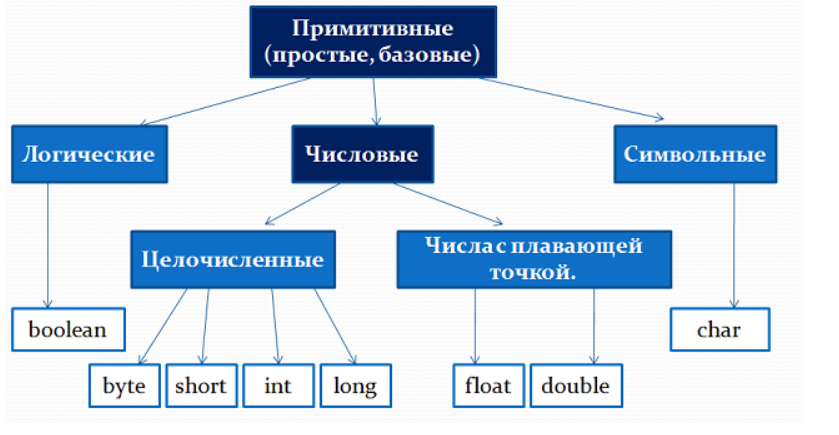 Примитивные
(простые, базовые)
Логические
Числовые
Символьные
Целочисленные
Числа с плавающей
точкой.
boolean
char
byte
short
int
long
float
double